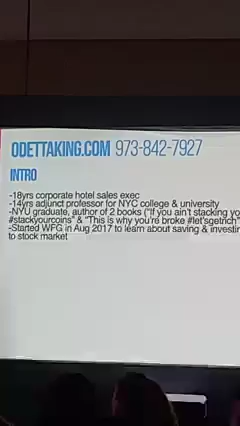 ODETTAKING.COM 973-842-7927
INTRO
-18yrs corporate hotel sales exec
-14yrs adjunct professor for NYC college & university
-NYU graduate, author of 2 books ("If you ain't stacking yo
#stackyourcoins" & "This is why you're broke #let'sgetrich"
-Started WFG in Aug 2017 to learn about saving & investin
to stock market